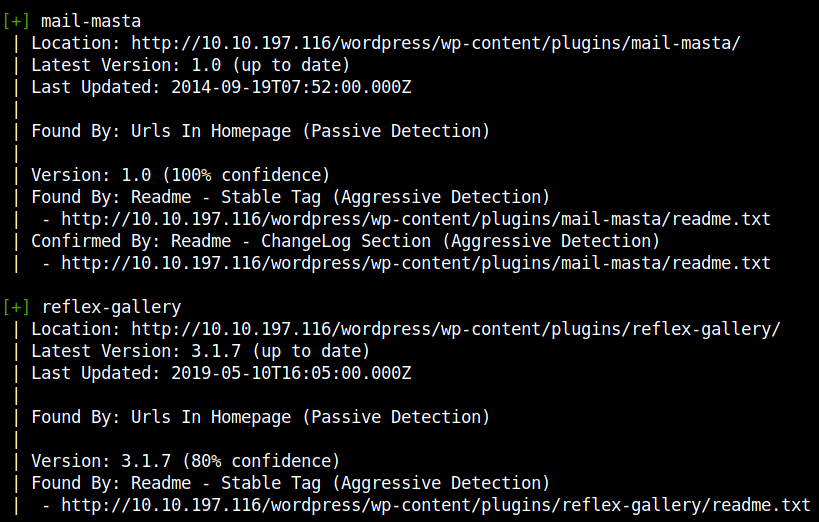 [+] mail-masta
| Location: http://10.10.197.116/wordpress/wp-content/plugins/mail-masta/
| Latest Version: 1.0 (up to date)
| Last Updated: 2014-09-19T07:52:00.000Z
|
| Found By: Urls In Homepage (Passive Detection)
|
| Version: 1.0 (100% confidence)
| Found By: Readme - Stable Tag (Aggressive Detection)
|  - http://10.10.197.116/wordpress/wp-content/plugins/mail-masta/readme.txt
| Confirmed By: Readme - ChangeLog Section (Aggressive Detection)
|  - http://10.10.197.116/wordpress/wp-content/plugins/mail-masta/readme.txt
[+] reflex-gallery
| Location: http://10.10.197.116/wordpress/wp-content/plugins/reflex-gallery/
| Latest Version: 3.1.7 (up to date)
| Last Updated: 2019-05-10T16:05:00.000Z
|
| Found By: Urls In Homepage (Passive Detection)
|
| Version: 3.1.7 (80% confidence)
| Found By: Readme - Stable Tag (Aggressive Detection)
|  - http://10.10.197.116/wordpress/wp-content/plugins/reflex-gallery/readme.txt